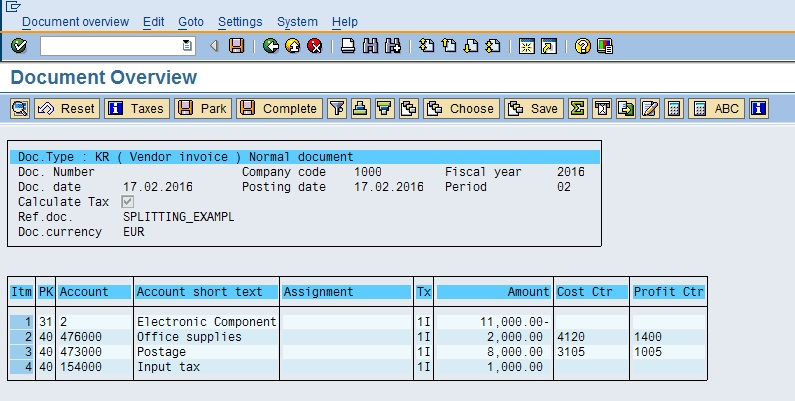 Document overview Edit Goto Settings System Help
Document Overview
Reset Taxes Park Complete Choose Save ABC
Doc.Type : KR ( Vendor invoice ) Normal document
Doc. Number Company code 1000 Fiscal year 2016
Doc. date 17.02.2016 Posting date 17.02.2016 Period 02
Calculate Tax
Ref.doc. SPLITTING_EXAMPL
Doc.currency EUR
Itm PK Account Account short text Assignment Tx Amount Cost Ctr Profit Ctr
1 31 2 Electronic Component 1I 11,000.00-
2 40 476000 Office supplies 1I 2,000.00 4120 1400
3 40 473000 Postage 1I 8,000.00 3105 1005
4 40 154000 Input tax 1I 1,000.00